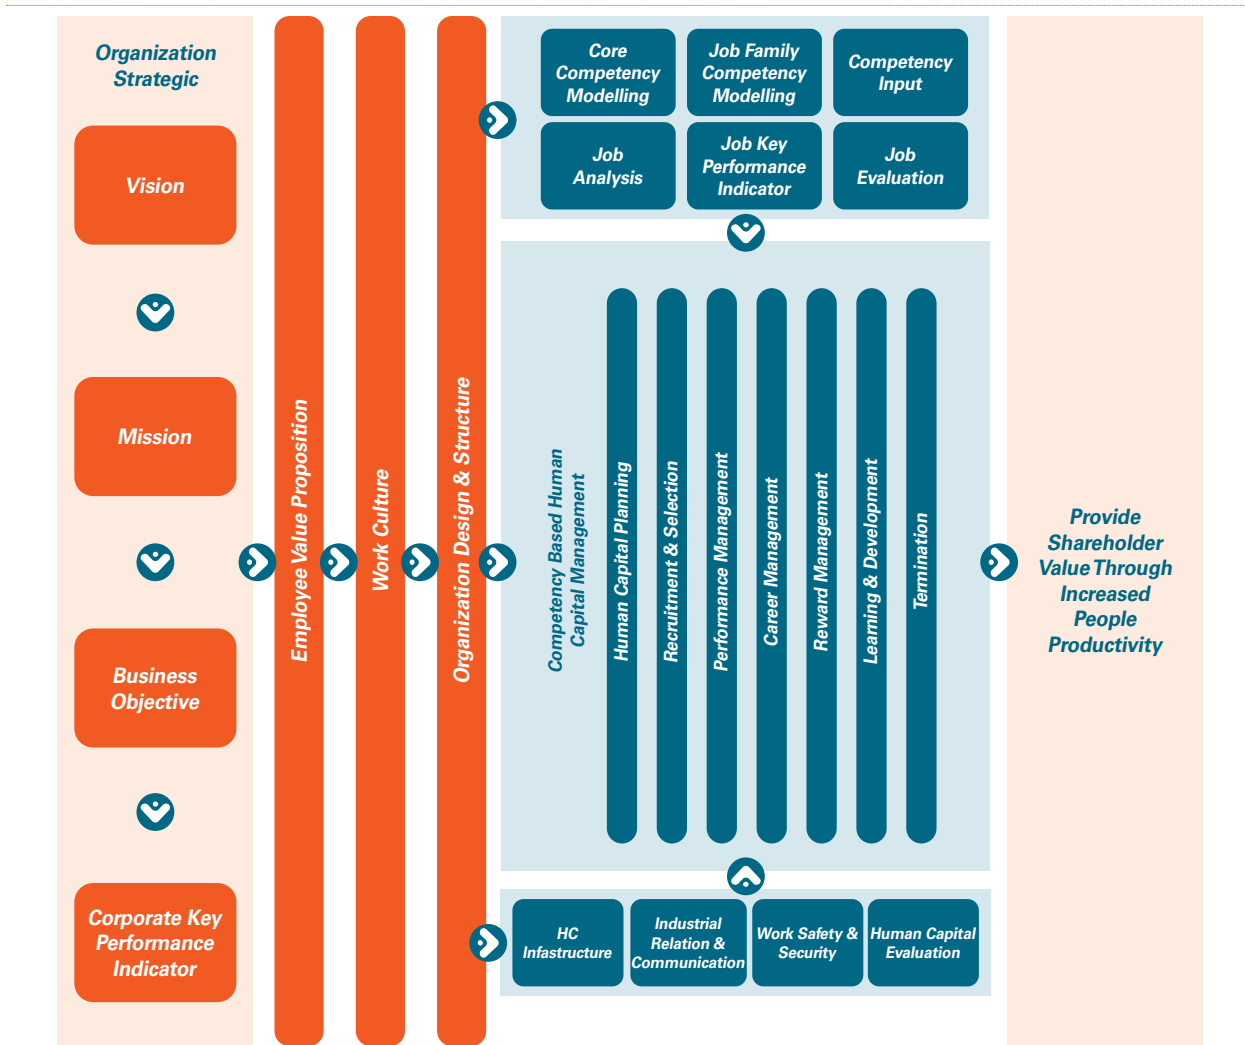 Organization
Strategic
Vision
Mission
Business
Objective
Corporate Key
Performance
Indicator
Employee Value Proposition
Work Culture
Organization Design & Structure
Core
Competency
Modelling
Job Family
Competency
Modelling
Competency
Input
Job
Analysis
Job Key
Performance
Indicator
Job
Evaluation
Competency Based Human
Capital Management
Human Capital Planning
Recruitment & Selection
Performance Management
Career Management
Reward Management
Learning & Development
Termination
HC
Infastructure
Industrial
Relation &
Communication
Work Safety &
Security
Human Capital
Evaluation
Provide
Shareholder
Value Through
Increased
People
Productivity